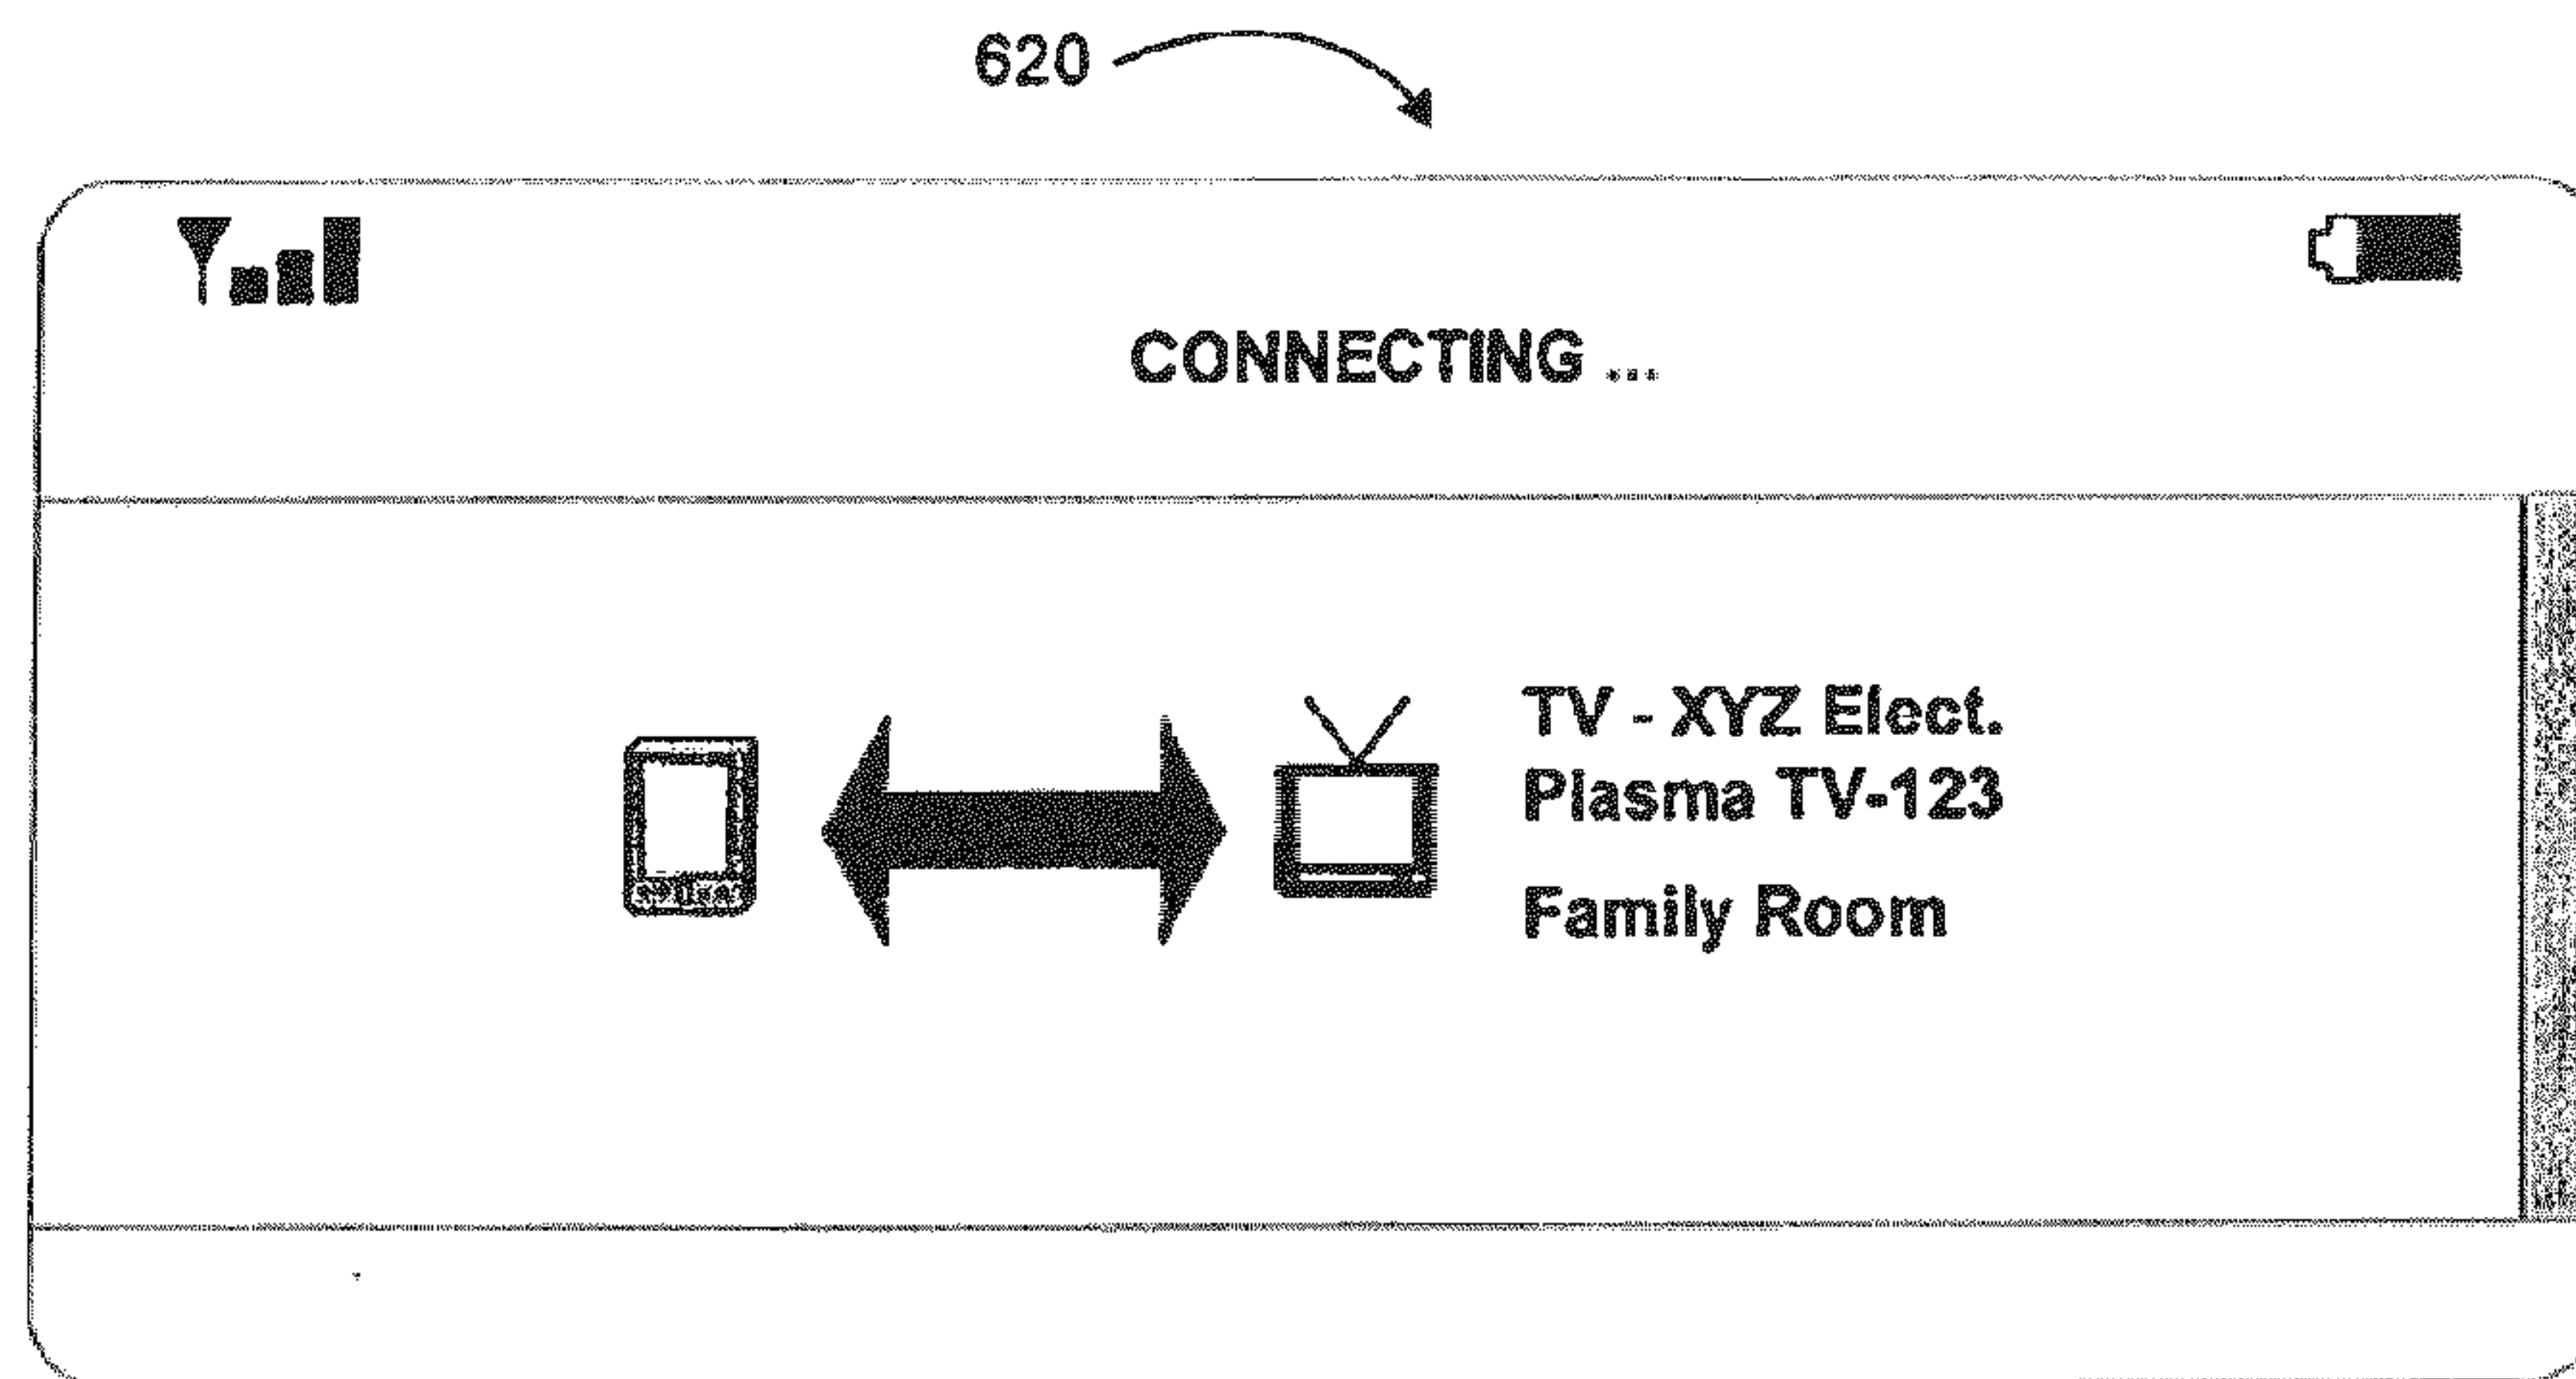 620
CONNECTING ...
TV - XYZ Elect.
Plasma TV-123
Family Room